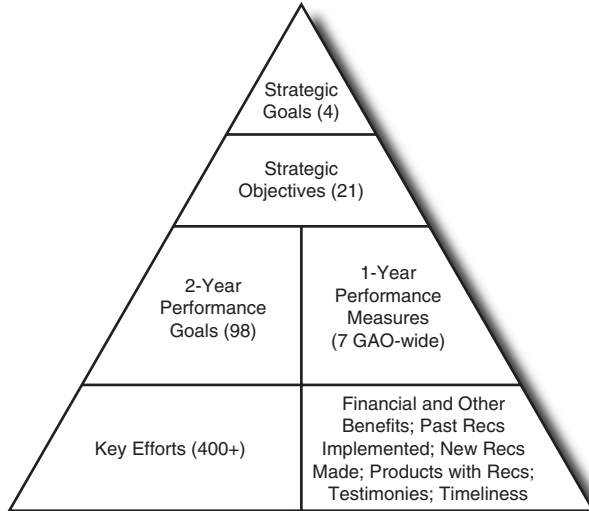 Strategic
Goals (4)
Strategic
Objectives (21)
2-Year
Performance
Goals (98)
1-Year
Performance
Measures
(7 GAO-wide)
Key Efforts (400+)
Financial and Other
Benefits; Past Recs
Implemented; New Recs
Made; Products with Recs;
Testimonies; Timeliness